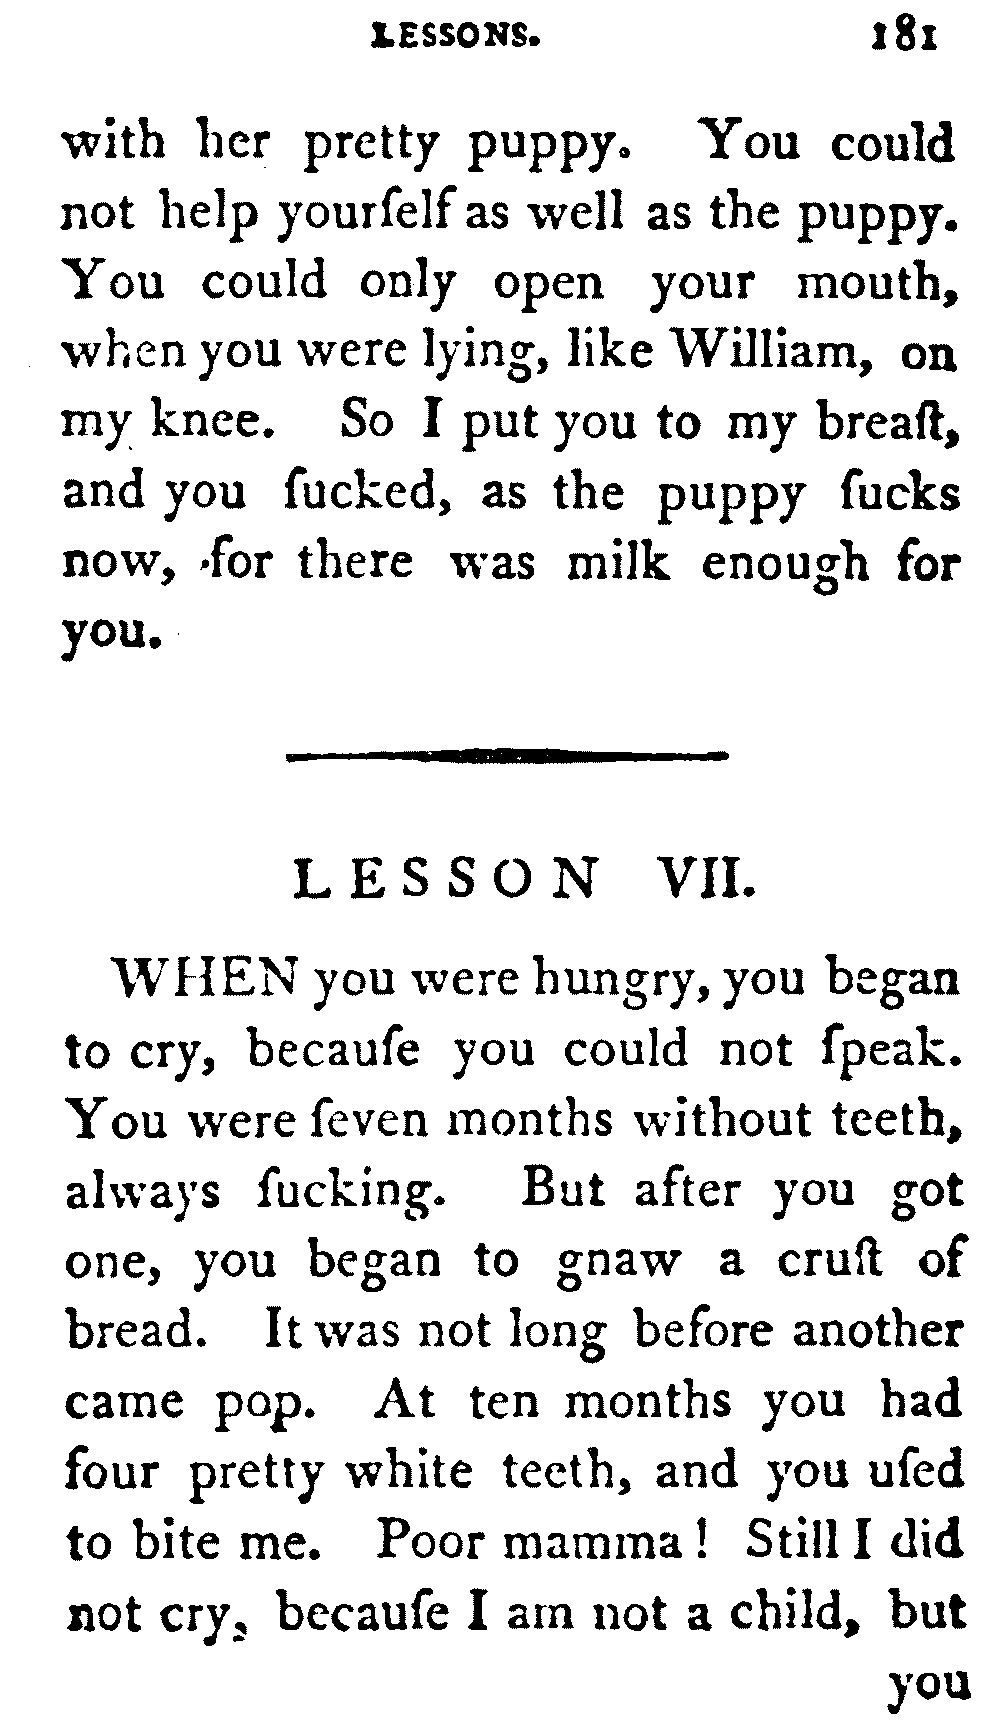 LESSONS. 181
with her pretty puppy. You could
not help yourſelf as well as the puppy.
You could only open your mouth,
when you were lying, like William, on
my knee. So I put you to my breaſt,
and you ſucked, as the puppy ſucks
now, for there was milk enough for
you.
LESSON VII.
WHEN you were hungry, you began
to cry, becauſe you could not ſpeak.
You were ſeven months without teeth,
always ſucking. But after you got
one, you began to gnaw a cruſt of
bread. It was not long before another
came pop. At ten months you had
four pretty white teeth, and you uſed
to bite me. Poor mamma! Still I did
not cry, becauſe I am not a child, but
you